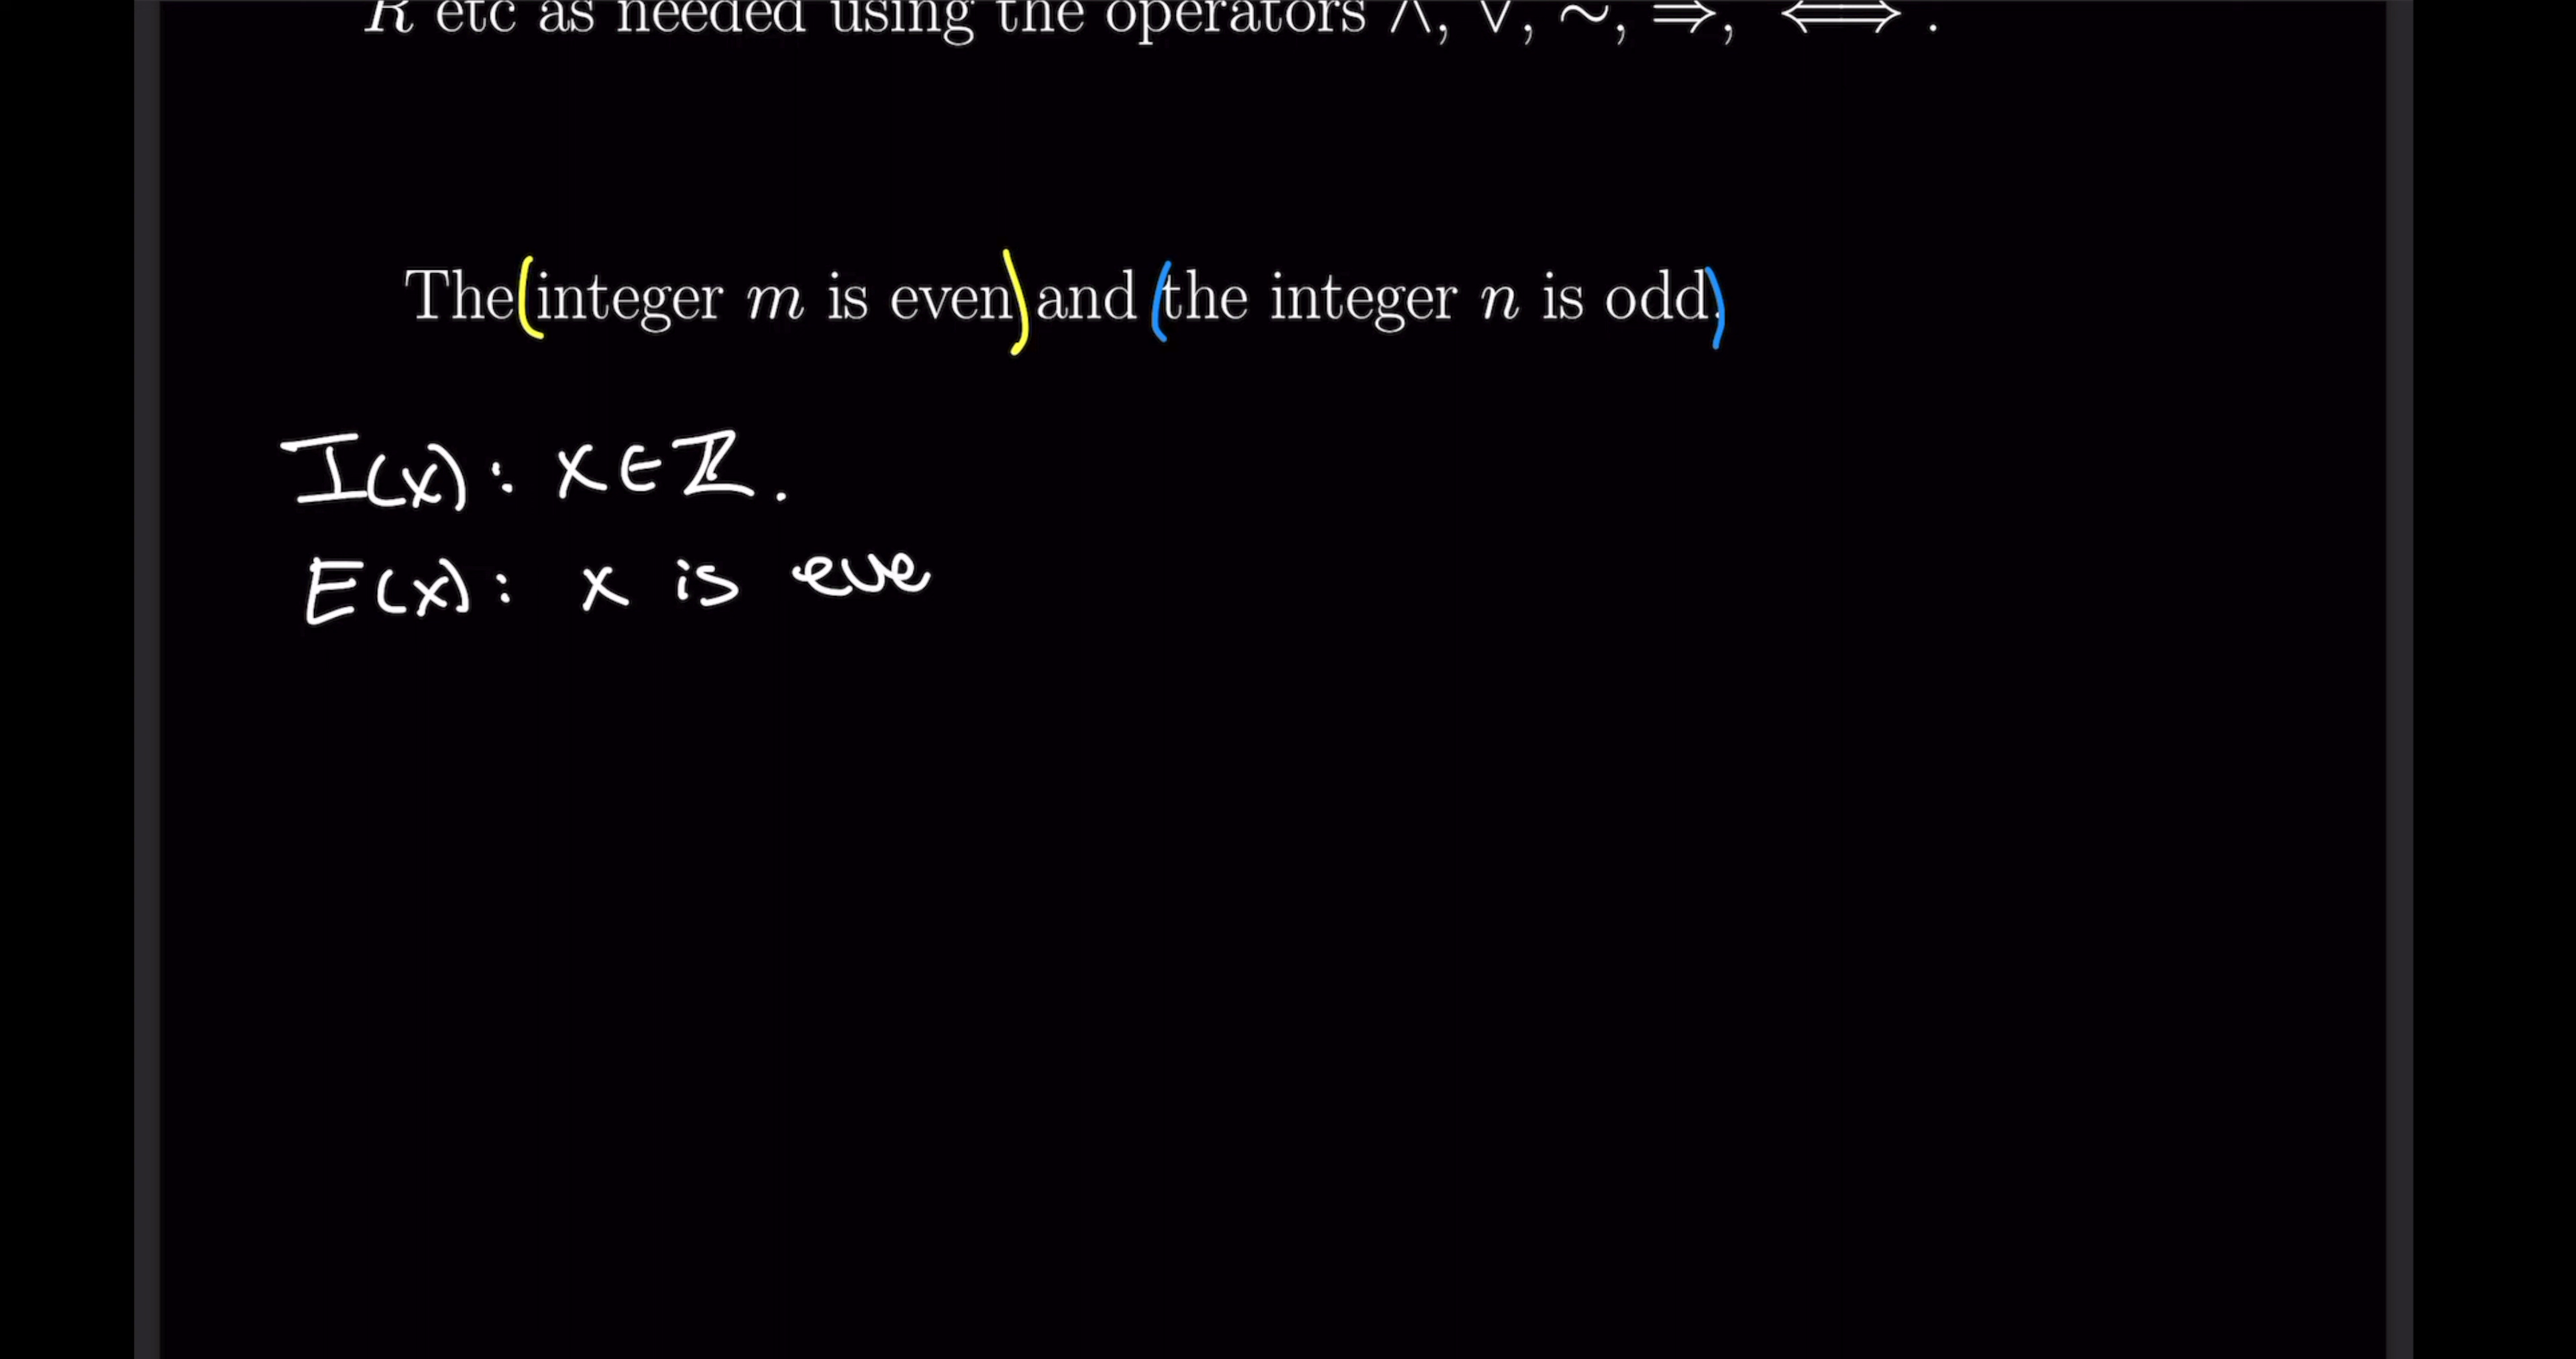 R etc as needed using the operators ∧, ∨, ∼, ⇒, ⟺ .
The (integer m is even) and (the integer n is odd.)
I(x) : x ∈ ℤ .
E(x) : x is eve